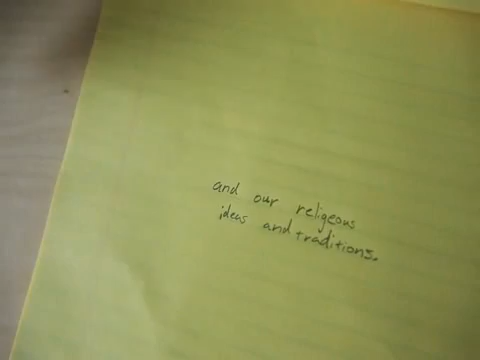 and our religeous
ideas and traditions.